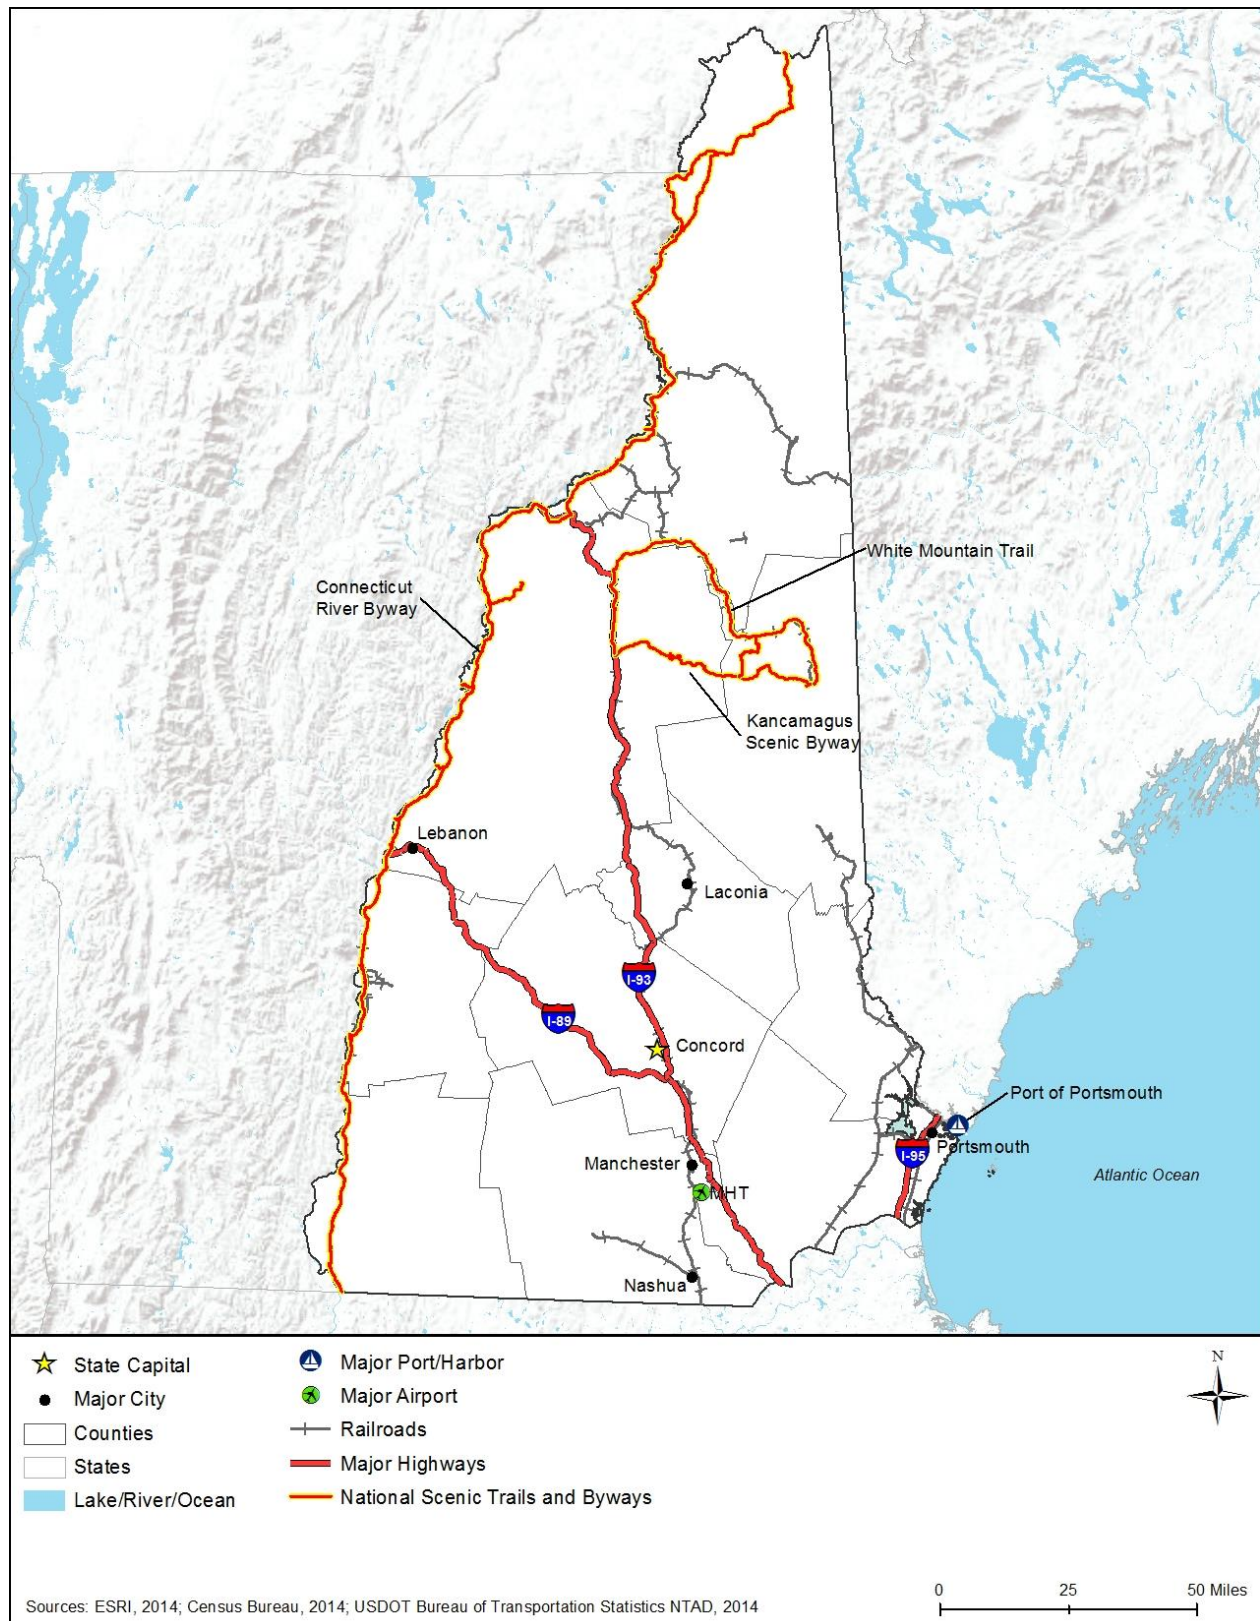 White Mountain Trail
Connecticut
River Byway
Kancamagus
Scenic Byway
Lebanon
Laconia
I-93
I-89
Concord
Port of Portsmouth
Portsmouth
I-95
Manchester
Atlantic Ocean
MHT
Nashua
State Capital
Major City
Counties
States
Lake/River/Ocean
Major Port/Harbor
Major Airport
Railroads
Major Highways
National Scenic Trails and Byways
N
0 25 50 Miles
Sources: ESRI, 2014; Census Bureau, 2014; USDOT Bureau of Transportation Statistics NTAD, 2014